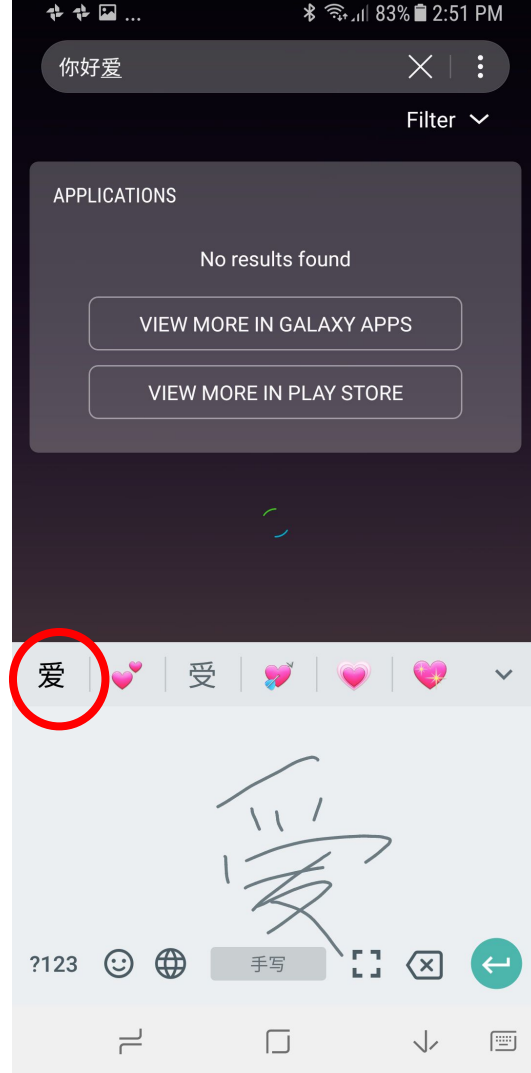 ... 83% 2:51 PM
你好爱
Filter
APPLICATIONS
No results found
VIEW MORE IN GALAXY APPS
VIEW MORE IN PLAY STORE
爱 💕 受 💘 💗 💖
爱
?123 手写